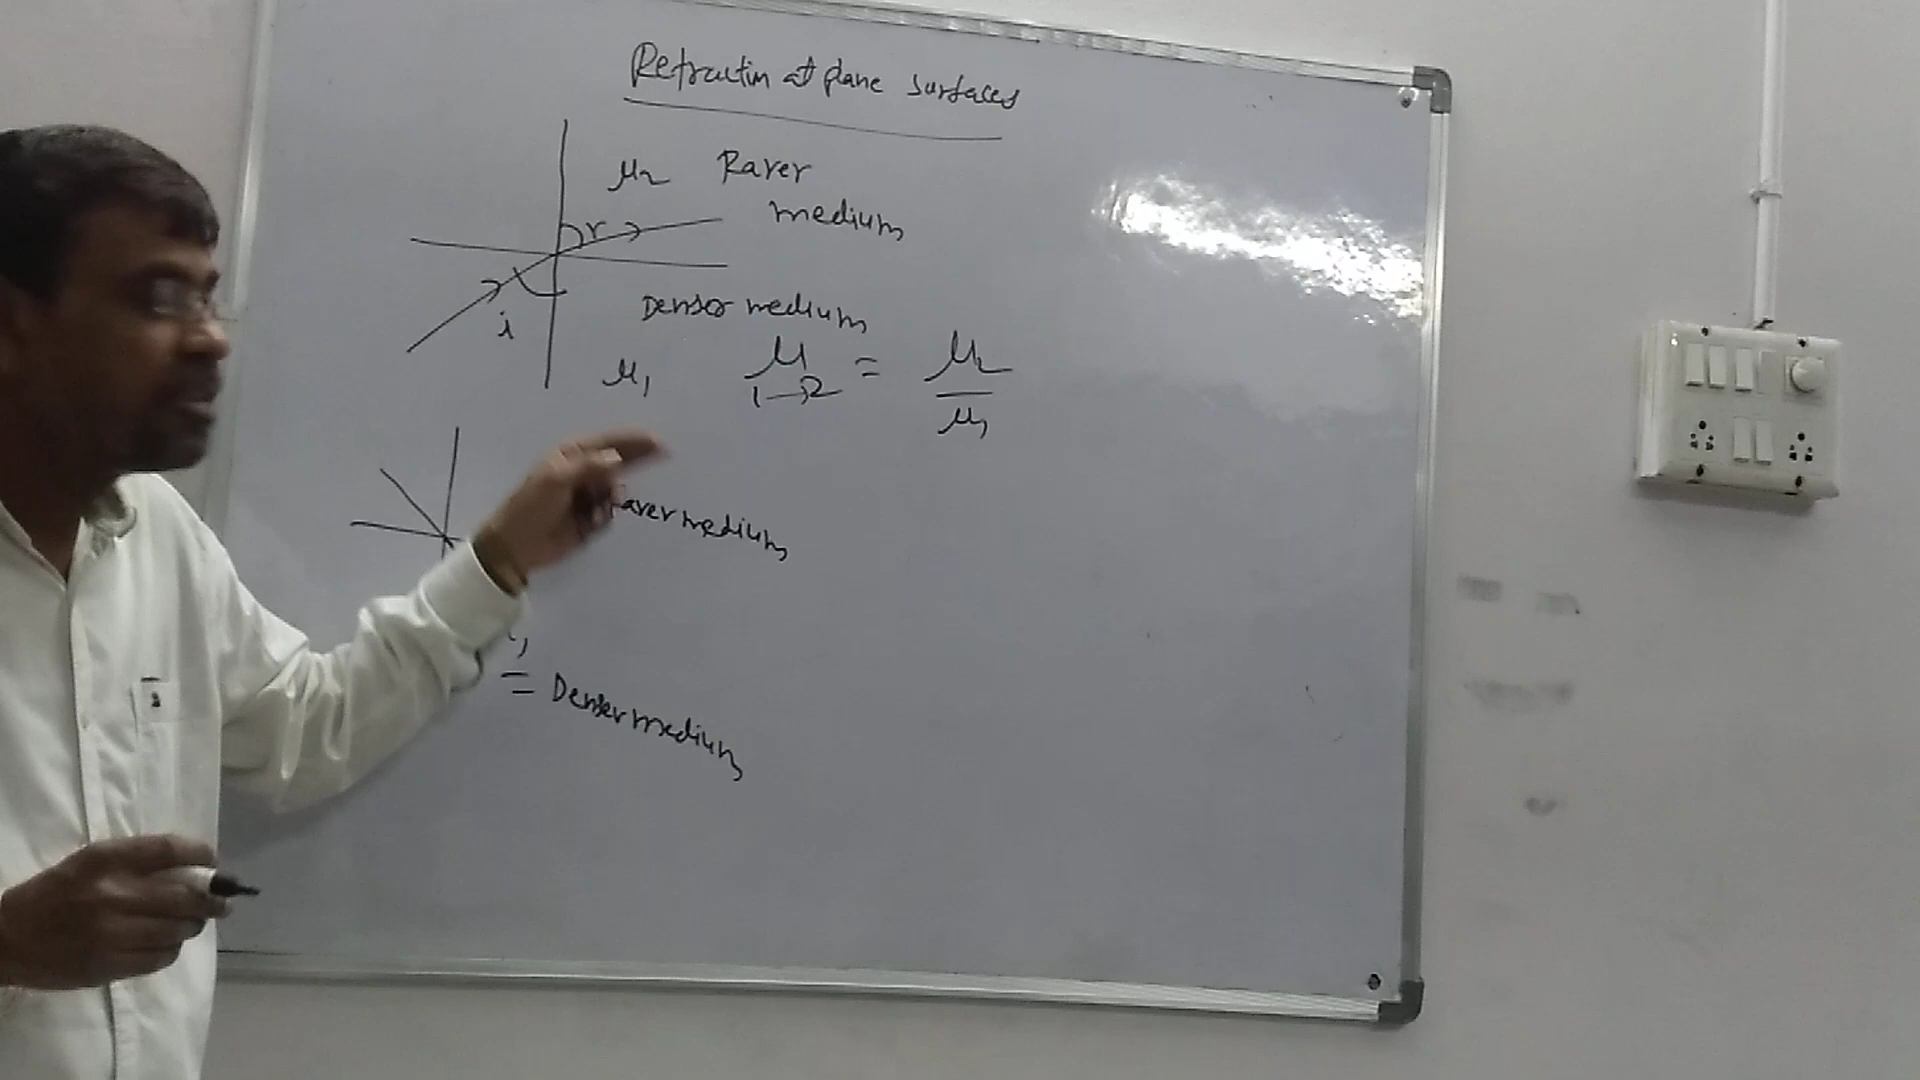 Refraction at plane surfaces
μ2 Rarer
medium
r
i
Denser medium
μ1
μ 1→2 = μ2/μ1
Rarer medium
= Denser medium